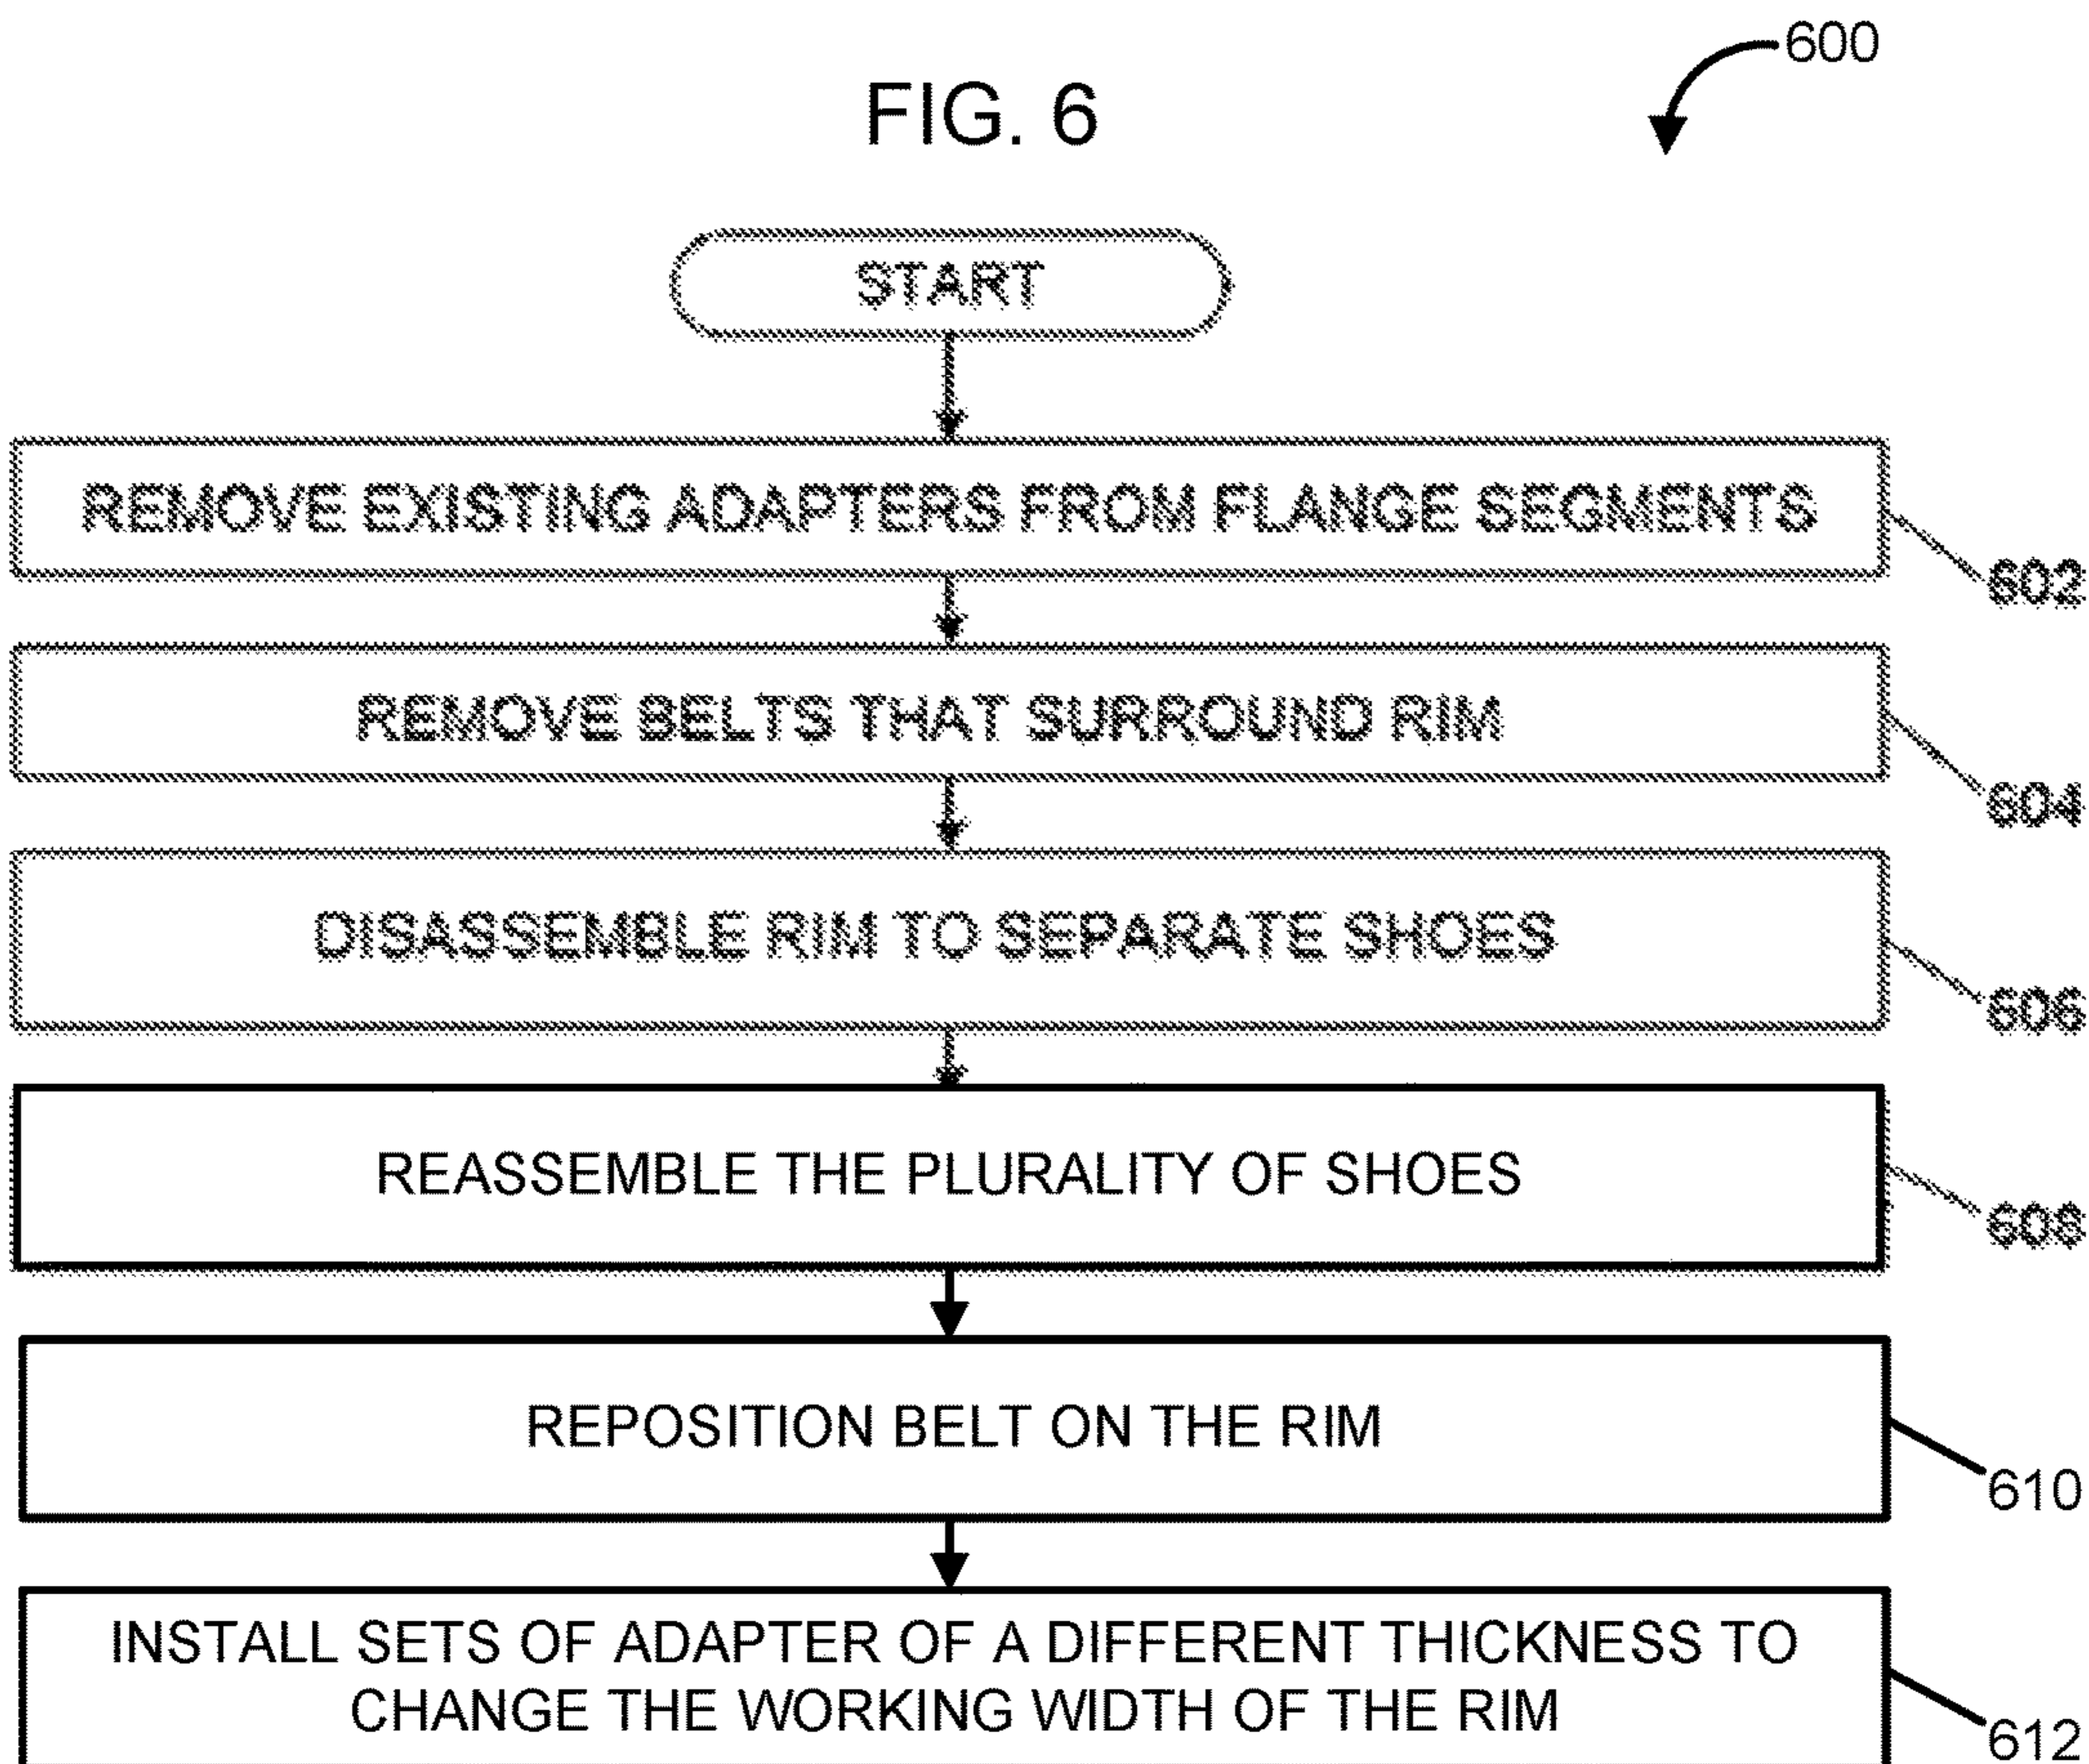 600
FIG. 6
START
REMOVE EXISTING ADAPTERS FROM FLANGE SEGMENTS
602
REMOVE BELTS THAT SURROUND RIM
604
DISASSEMBLE RIM TO SEPARATE SHOES
606
REASSEMBLE THE PLURALITY OF SHOES
608
REPOSITION BELT ON THE RIM
610
INSTALL SETS OF ADAPTER OF A DIFFERENT THICKNESS TO
CHANGE THE WORKING WIDTH OF THE RIM
612